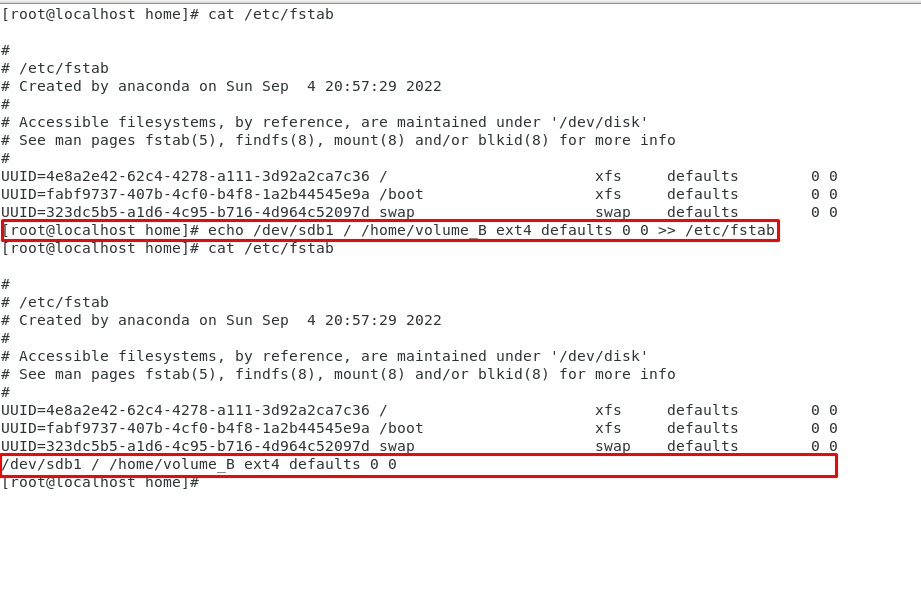 [root@localhost home]# cat /etc/fstab
#
# /etc/fstab
# Created by anaconda on Sun Sep  4 20:57:29 2022
#
# Accessible filesystems, by reference, are maintained under '/dev/disk'
# See man pages fstab(5), findfs(8), mount(8) and/or blkid(8) for more info
#
UUID=4e8a2e42-62c4-4278-a111-3d92a2ca7c36 /                       xfs     defaults        0 0
UUID=fabf9737-407b-4cf0-b4f8-1a2b44545e9a /boot                   xfs     defaults        0 0
UUID=323dc5b5-a1d6-4c95-b716-4d964c52097d swap                    swap    defaults        0 0
[root@localhost home]# echo /dev/sdb1 / /home/volume_B ext4 defaults 0 0 >> /etc/fstab
[root@localhost home]# cat /etc/fstab
#
# /etc/fstab
# Created by anaconda on Sun Sep  4 20:57:29 2022
#
# Accessible filesystems, by reference, are maintained under '/dev/disk'
# See man pages fstab(5), findfs(8), mount(8) and/or blkid(8) for more info
#
UUID=4e8a2e42-62c4-4278-a111-3d92a2ca7c36 /                       xfs     defaults        0 0
UUID=fabf9737-407b-4cf0-b4f8-1a2b44545e9a /boot                   xfs     defaults        0 0
UUID=323dc5b5-a1d6-4c95-b716-4d964c52097d swap                    swap    defaults        0 0
/dev/sdb1 / /home/volume_B ext4 defaults 0 0
[root@localhost home]#